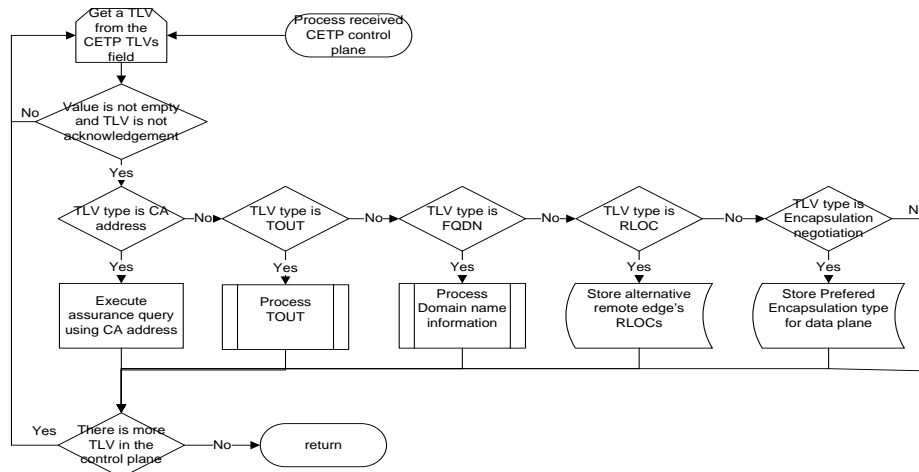 Get a TLV
from the
CETP TLVs
field
Process received
CETP control
plane
No
Value is not empty
and TLV is not
acknowledgement
Yes
TLV type is CA
address
No
TLV type is
TOUT
No
TLV type is
FQDN
No
TLV type is
RLOC
No
TLV type is
Encapsulation
negotiation
Yes
Yes
Yes
Yes
Yes
Execute
assurance query
using CA address
Process
TOUT
Process
Domain name
information
Store alternative
remote edge's
RLOCs
Store Prefered
Encapsulation type
for data plane
Yes
There is more
TLV in the
control plane
No
return